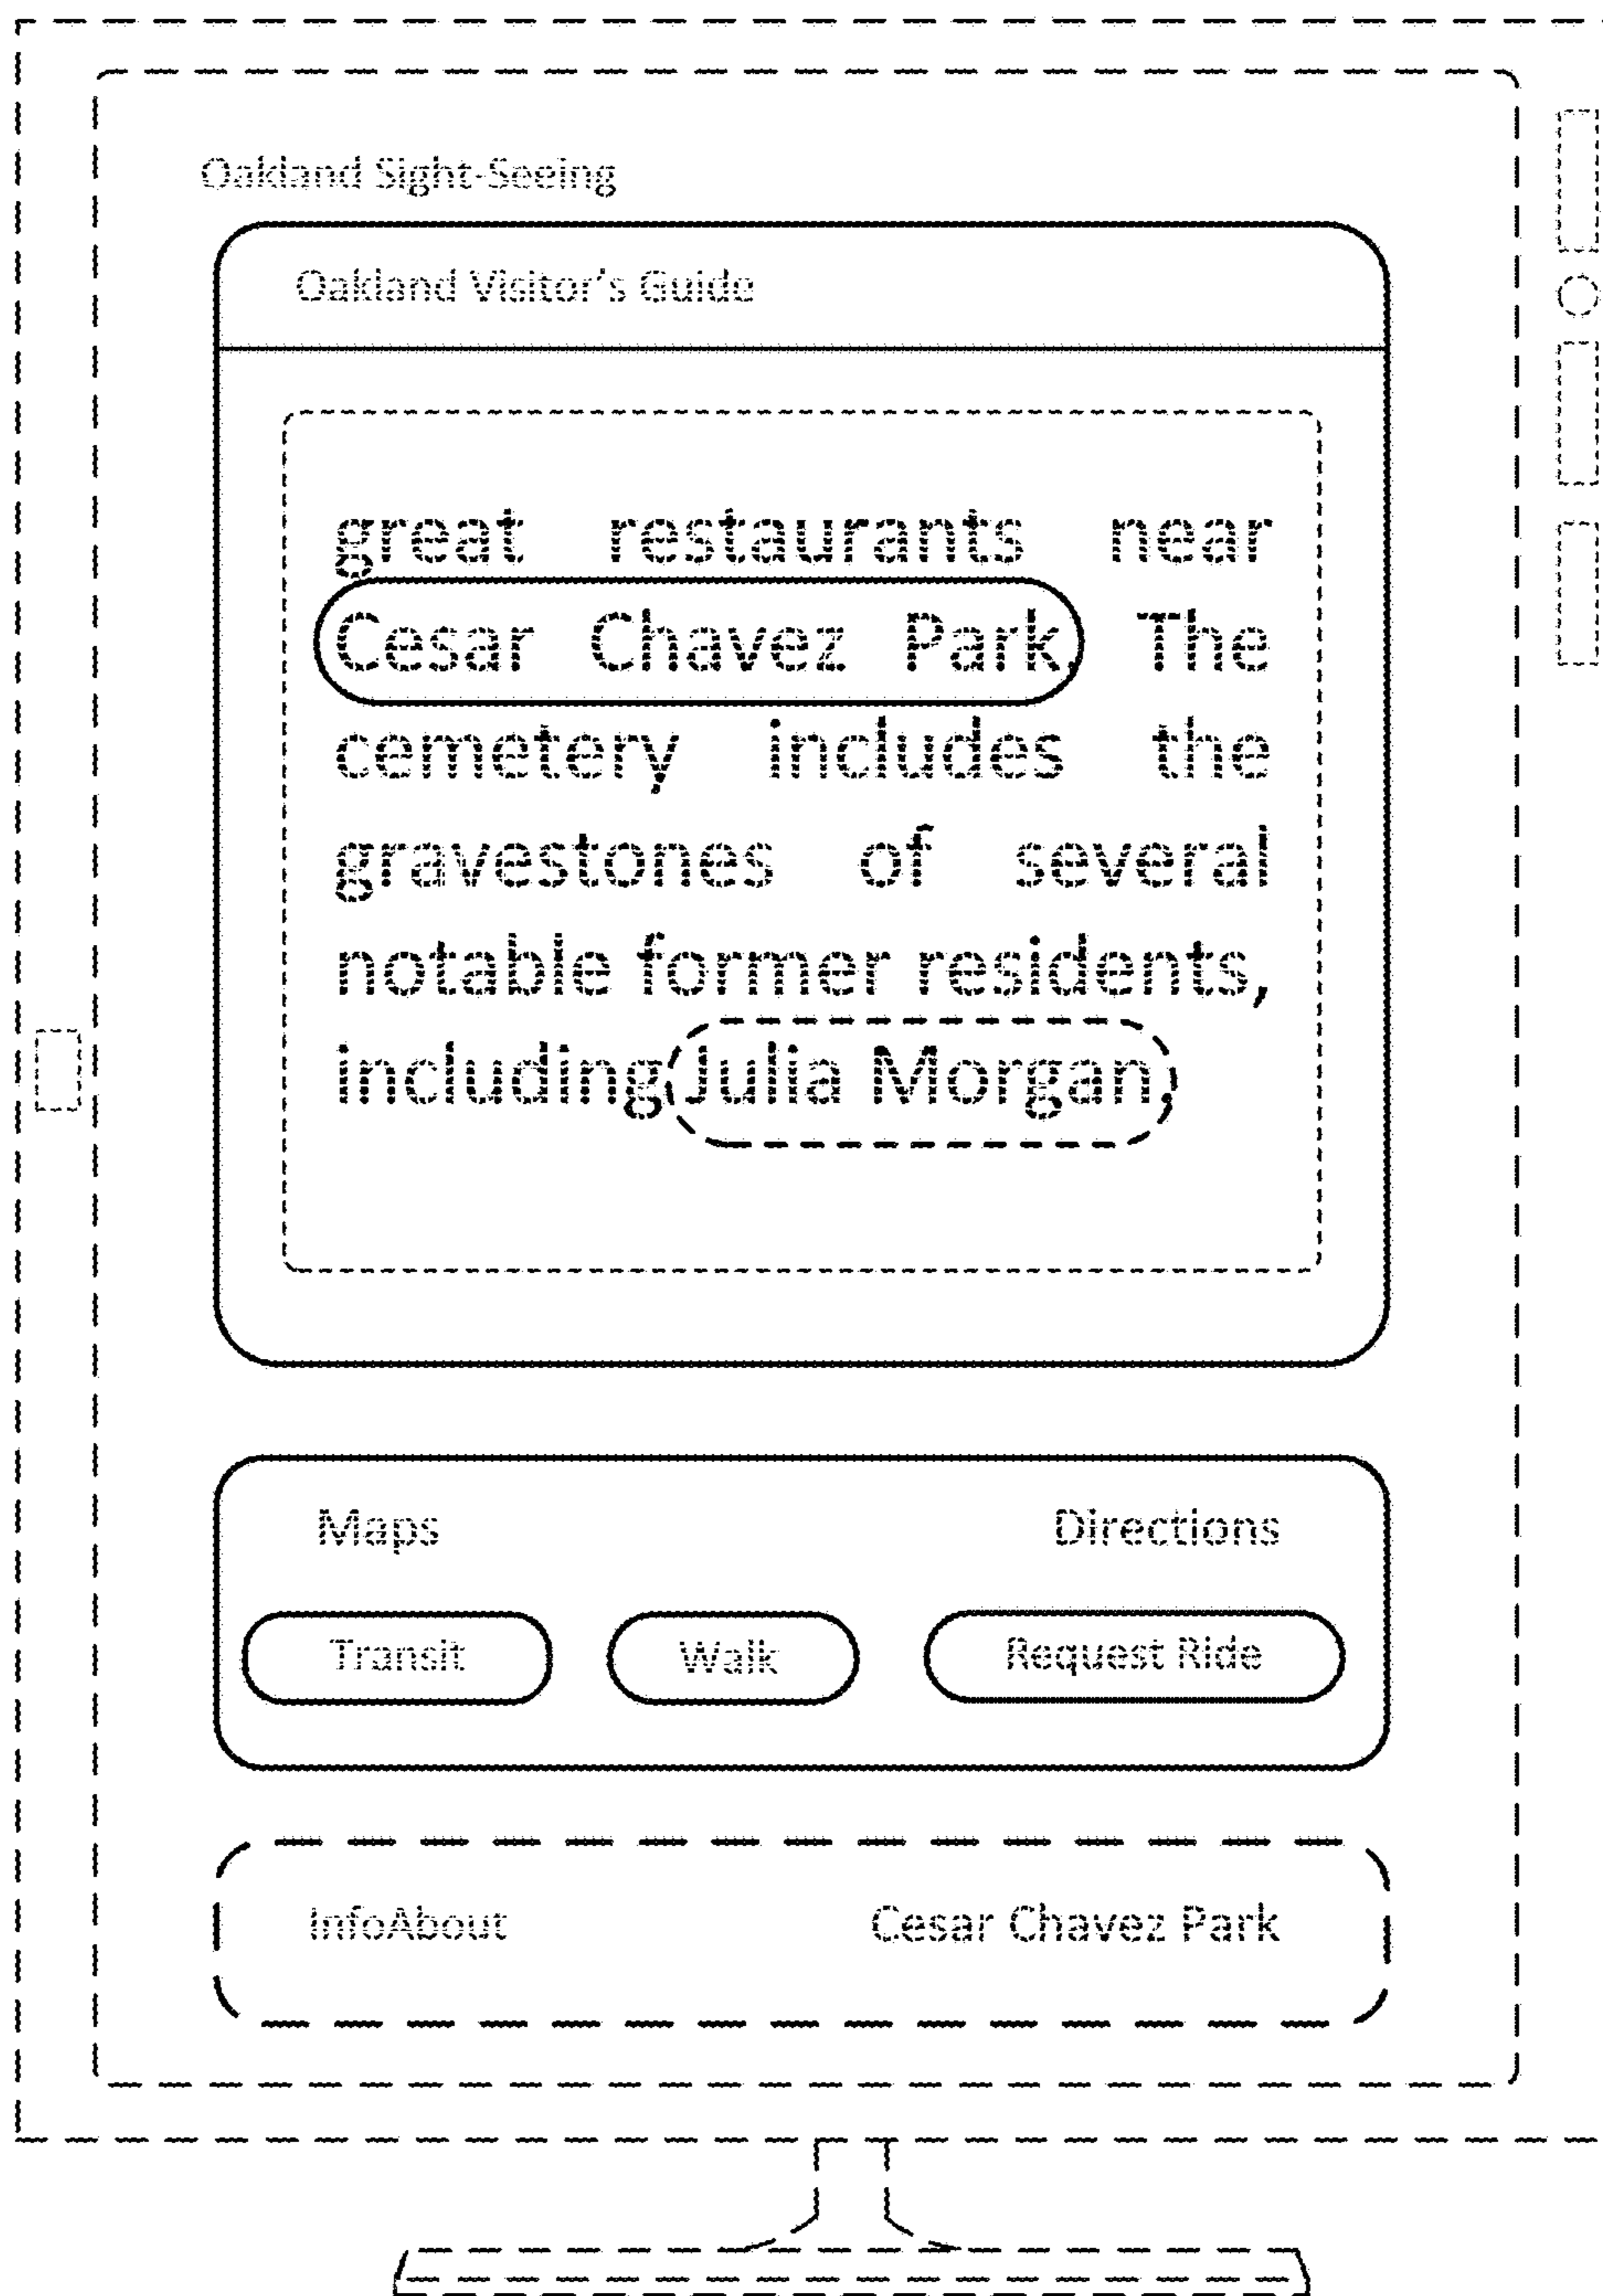 Oakland Sight-Seeing
Oakland Visitor's Guide
great restaurants near
Cesar Chavez Park. The
cemetery includes the
gravestones of several
notable former residents,
including Julia Morgan,
Maps Directions
Transit Walk Request Ride
InfoAbout Cesar Chavez Park